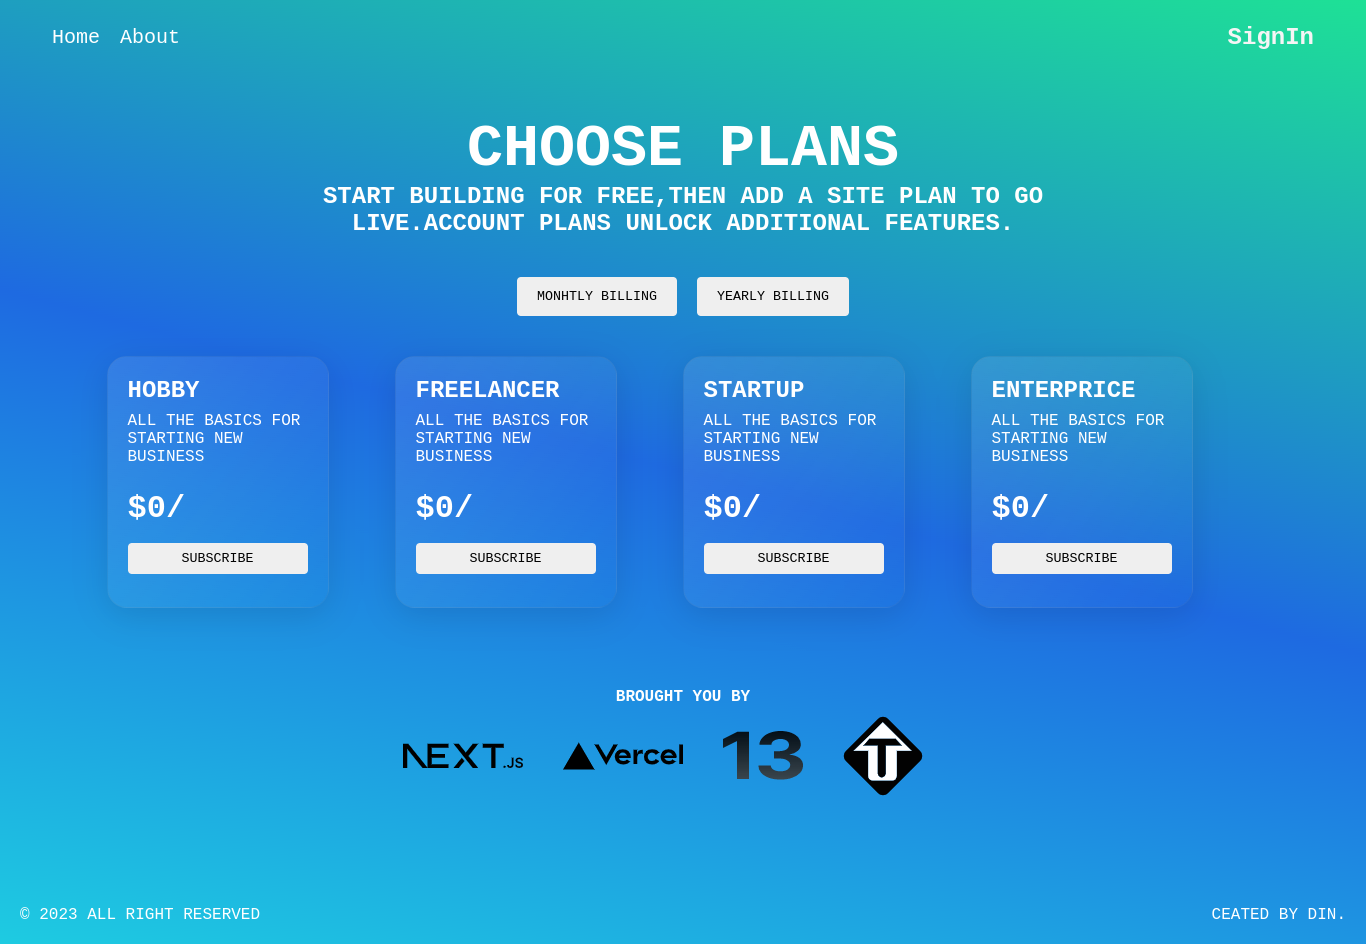 Home About SignIn
CHOOSE PLANS
START BUILDING FOR FREE,THEN ADD A SITE PLAN TO GO
LIVE.ACCOUNT PLANS UNLOCK ADDITIONAL FEATURES.
MONHTLY BILLING YEARLY BILLING
HOBBY
ALL THE BASICS FOR
STARTING NEW
BUSINESS
$0/
SUBSCRIBE
FREELANCER
ALL THE BASICS FOR
STARTING NEW
BUSINESS
$0/
SUBSCRIBE
STARTUP
ALL THE BASICS FOR
STARTING NEW
BUSINESS
$0/
SUBSCRIBE
ENTERPRICE
ALL THE BASICS FOR
STARTING NEW
BUSINESS
$0/
SUBSCRIBE
BROUGHT YOU BY
NEXT.JS Vercel 13 T
© 2023 ALL RIGHT RESERVED CEATED BY DIN.